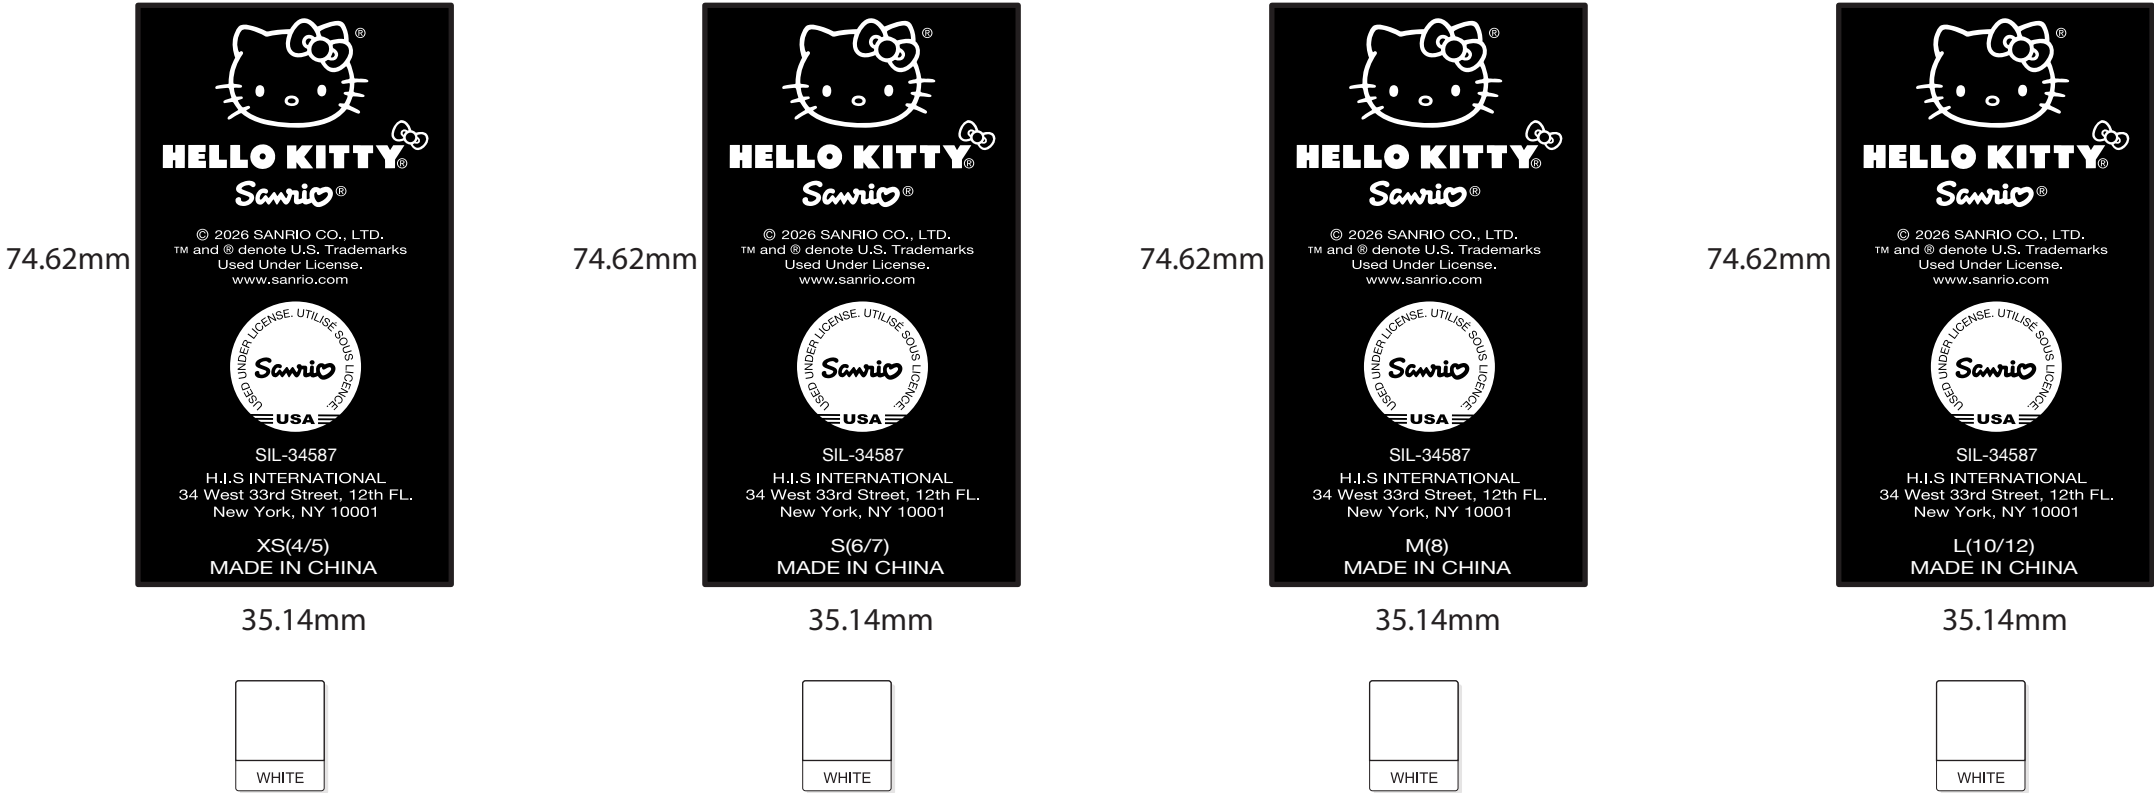 ®
HELLO KITTY®
Sanrio®
© 2026 SANRIO CO., LTD.
™ and ® denote U.S. Trademarks
Used Under License.
www.sanrio.com
USED UNDER LICENSE. UTILISÉ SOUS LICENCE.
Sanrio
USA
SIL-34587
H.I.S INTERNATIONAL
34 West 33rd Street, 12th FL.
New York, NY 10001
XS(4/5)
MADE IN CHINA
74.62mm
35.14mm
WHITE
®
HELLO KITTY®
Sanrio®
© 2026 SANRIO CO., LTD.
™ and ® denote U.S. Trademarks
Used Under License.
www.sanrio.com
USED UNDER LICENSE. UTILISÉ SOUS LICENCE.
Sanrio
USA
SIL-34587
H.I.S INTERNATIONAL
34 West 33rd Street, 12th FL.
New York, NY 10001
S(6/7)
MADE IN CHINA
74.62mm
35.14mm
WHITE
®
HELLO KITTY®
Sanrio®
© 2026 SANRIO CO., LTD.
™ and ® denote U.S. Trademarks
Used Under License.
www.sanrio.com
USED UNDER LICENSE. UTILISÉ SOUS LICENCE.
Sanrio
USA
SIL-34587
H.I.S INTERNATIONAL
34 West 33rd Street, 12th FL.
New York, NY 10001
M(8)
MADE IN CHINA
74.62mm
35.14mm
WHITE
®
HELLO KITTY®
Sanrio®
© 2026 SANRIO CO., LTD.
™ and ® denote U.S. Trademarks
Used Under License.
www.sanrio.com
USED UNDER LICENSE. UTILISÉ SOUS LICENCE.
Sanrio
USA
SIL-34587
H.I.S INTERNATIONAL
34 West 33rd Street, 12th FL.
New York, NY 10001
L(10/12)
MADE IN CHINA
74.62mm
35.14mm
WHITE